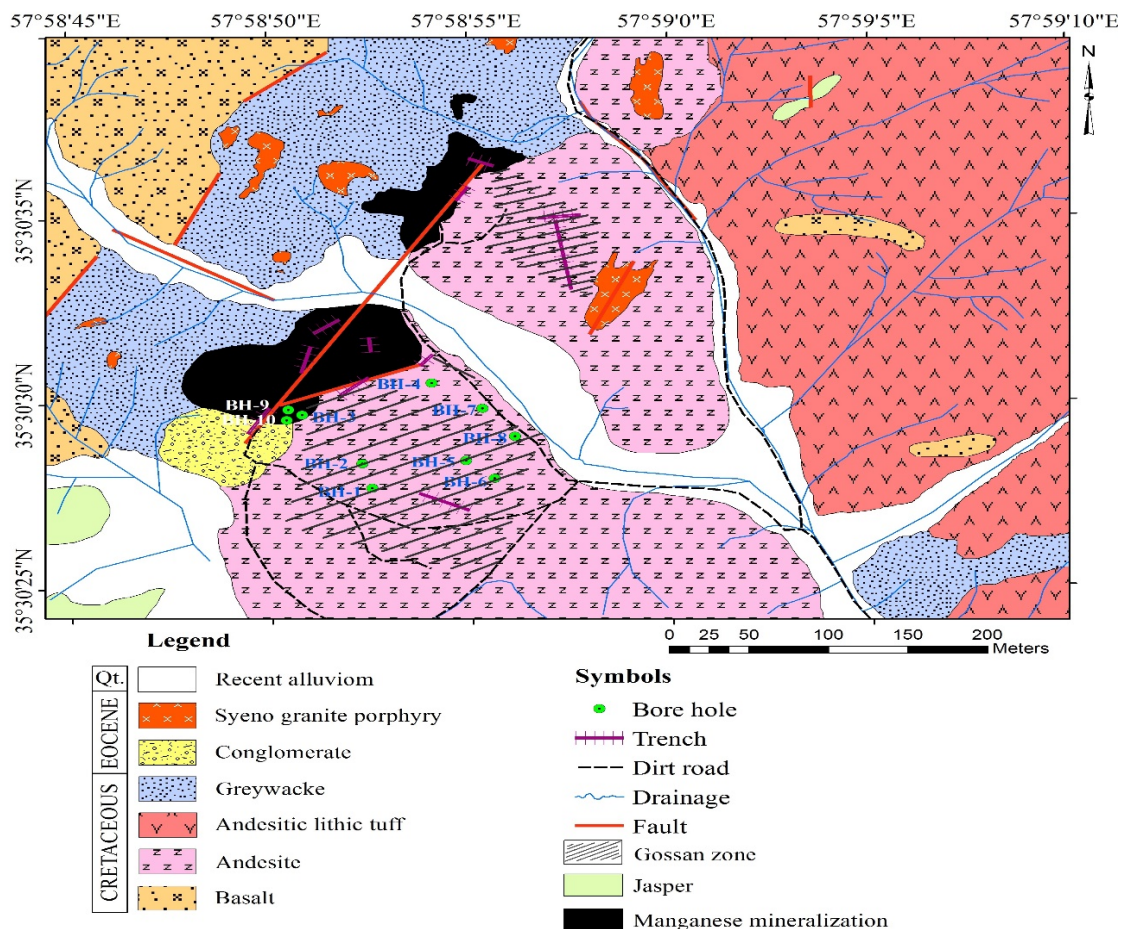 57°58'45"E 57°58'50"E 57°58'55"E 57°59'0"E 57°59'5"E 57°59'10"E
N
35°30'35"N
35°30'30"N
35°30'25"N
BH-4
BH-9
BH-3
BH-10
BH-7
BH-8
BH-2
BH-5
BH-6
BH-1
0 25 50 100 150 200
Meters
Legend
Qt.
EOCENE
CRETACEOUS
Recent alluviom
Syeno granite porphyry
Conglomerate
Greywacke
Andesitic lithic tuff
Andesite
Basalt
Symbols
Bore hole
Trench
Dirt road
Drainage
Fault
Gossan zone
Jasper
Manganese mineralization